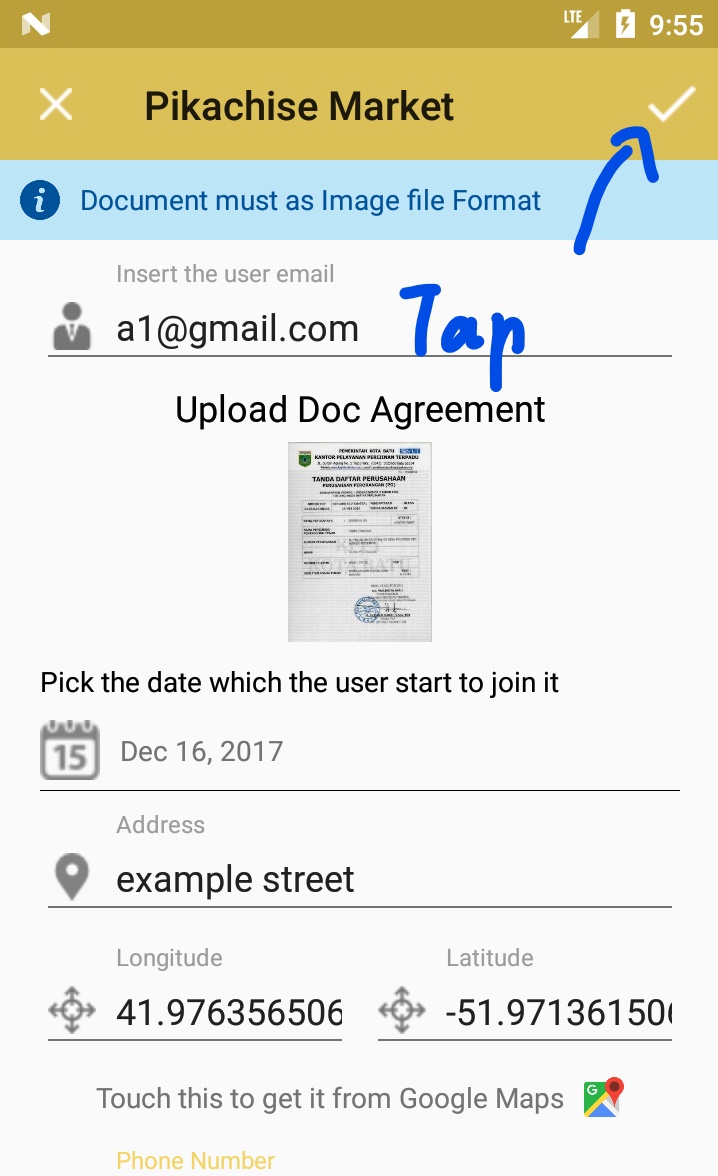 LTE 9:55
Pikachise Market
Document must as Image file Format
Insert the user email
a1@gmail.com
Tap
Upload Doc Agreement
PEMERINTAH KOTA BATU
KANTOR PELAYANAN PERIJINAN TERPADU
TANDA DAFTAR PERUSAHAAN
PERUSAHAAN PERORANGAN (PO)
Pick the date which the user start to join it
15
Dec 16, 2017
Address
example street
Longitude Latitude
41.976356506 -51.97136150
Touch this to get it from Google Maps
Phone Number